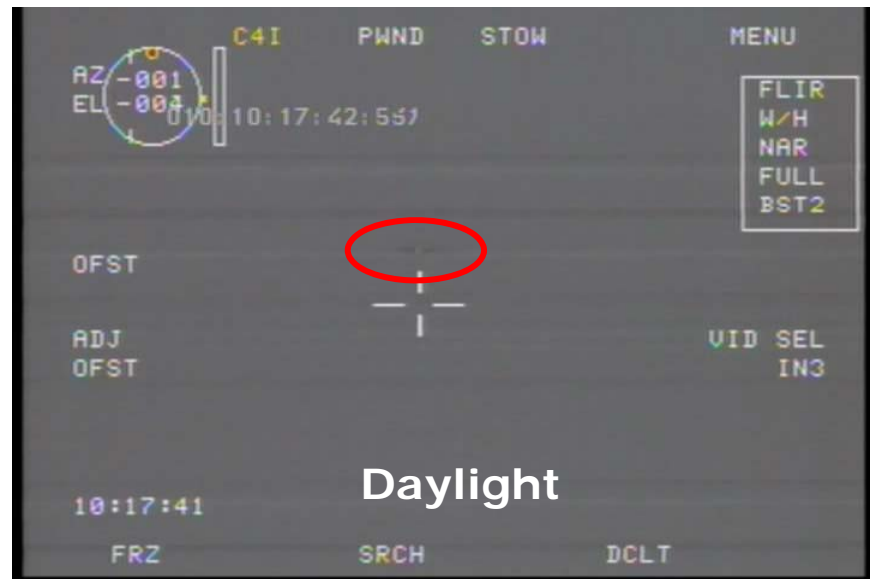 C4I PWND STOW MENU
AZ -001
EL -004
010:10:17:42:
FLIR
W/H
NAR
FULL
BST2
OFST
ADJ
OFST
VID SEL
IN3
Daylight
10:17:41
FRZ SRCH DCLT